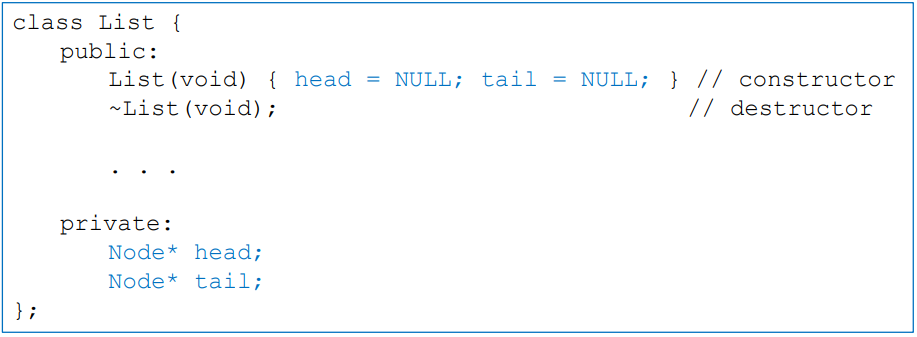 class List {
public:
List(void) { head = NULL; tail = NULL; } // constructor
~List(void); // destructor
. . .
private:
Node* head;
Node* tail;
};